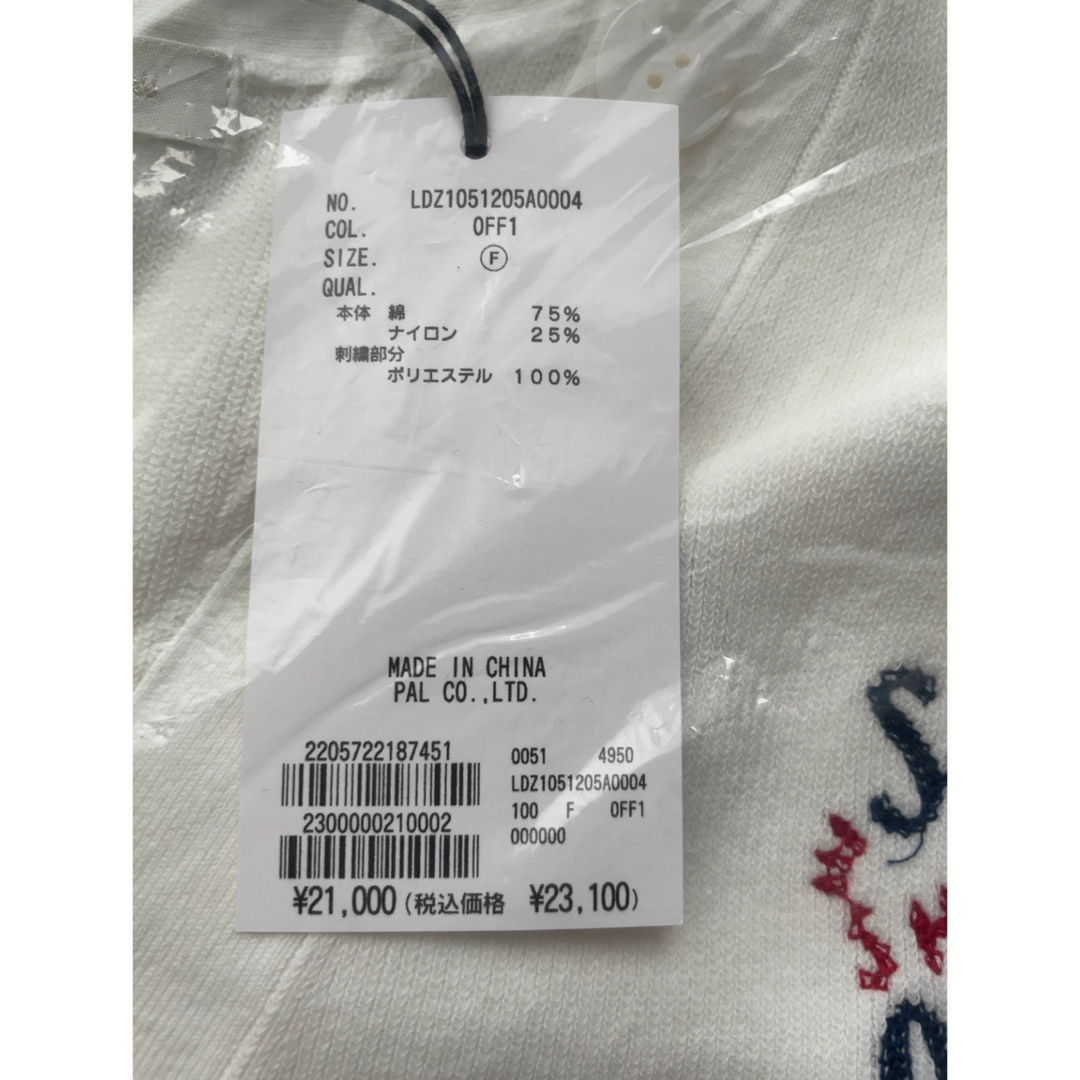 NO. LDZ1051205A0004
COL. OFF1
SIZE. Ⓕ
QUAL.
本体 綿 75%
ナイロン 25%
刺繍部分
ポリエステル 100%
MADE IN CHINA
PAL CO.,LTD.
2205722187451
2300000210002
0051 4950
LDZ1051205A0004
100 F OFF1
000000
¥21,000(税込価格 ¥23,100)